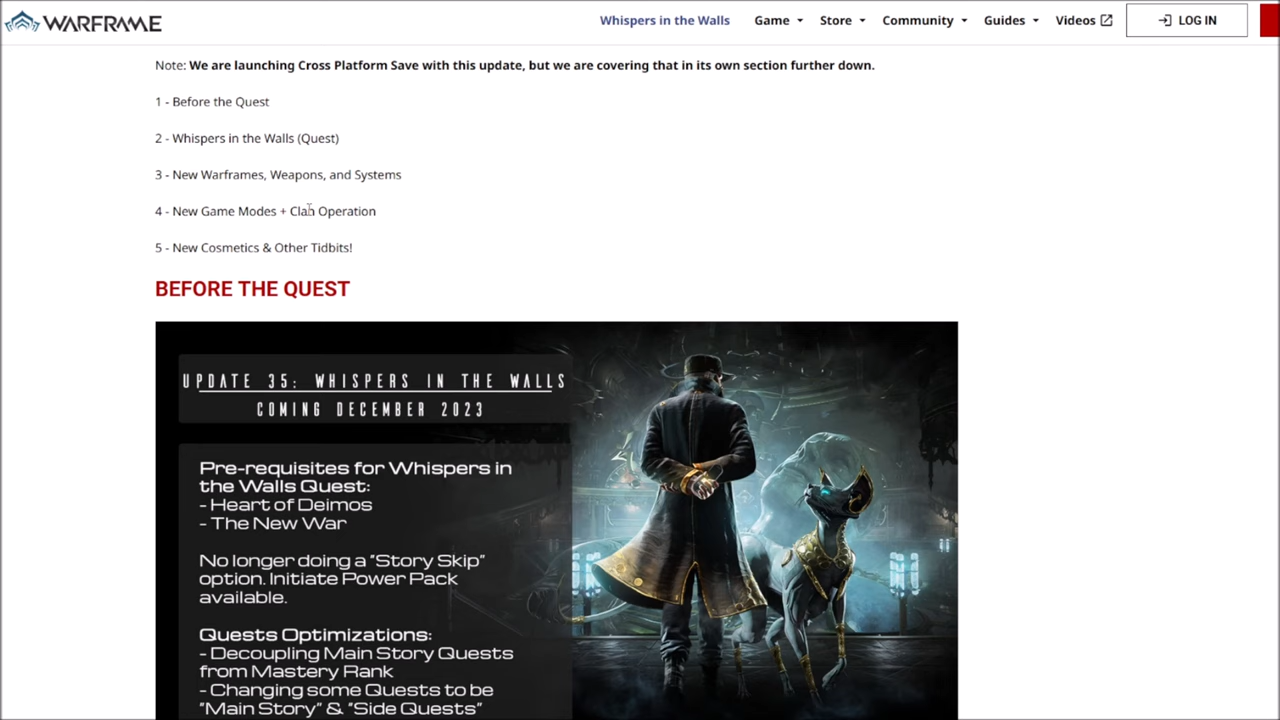 WARFRAME
Whispers in the Walls Game Store Community Guides Videos LOG IN
Note: We are launching Cross Platform Save with this update, but we are covering that in its own section further down.
1 - Before the Quest
2 - Whispers in the Walls (Quest)
3 - New Warframes, Weapons, and Systems
4 - New Game Modes + Clan Operation
5 - New Cosmetics & Other Tidbits!
BEFORE THE QUEST
UPDATE 35: WHISPERS IN THE WALLS
COMING DECEMBER 2023
Pre-requisites for Whispers in
the Walls Quest:
- Heart of Deimos
- The New War
No longer doing a "Story Skip"
option. Initiate Power Pack
available.
Quests Optimizations:
- Decoupling Main Story Quests
from Mastery Rank
- Changing some Quests to be
"Main Story" & "Side Quests"